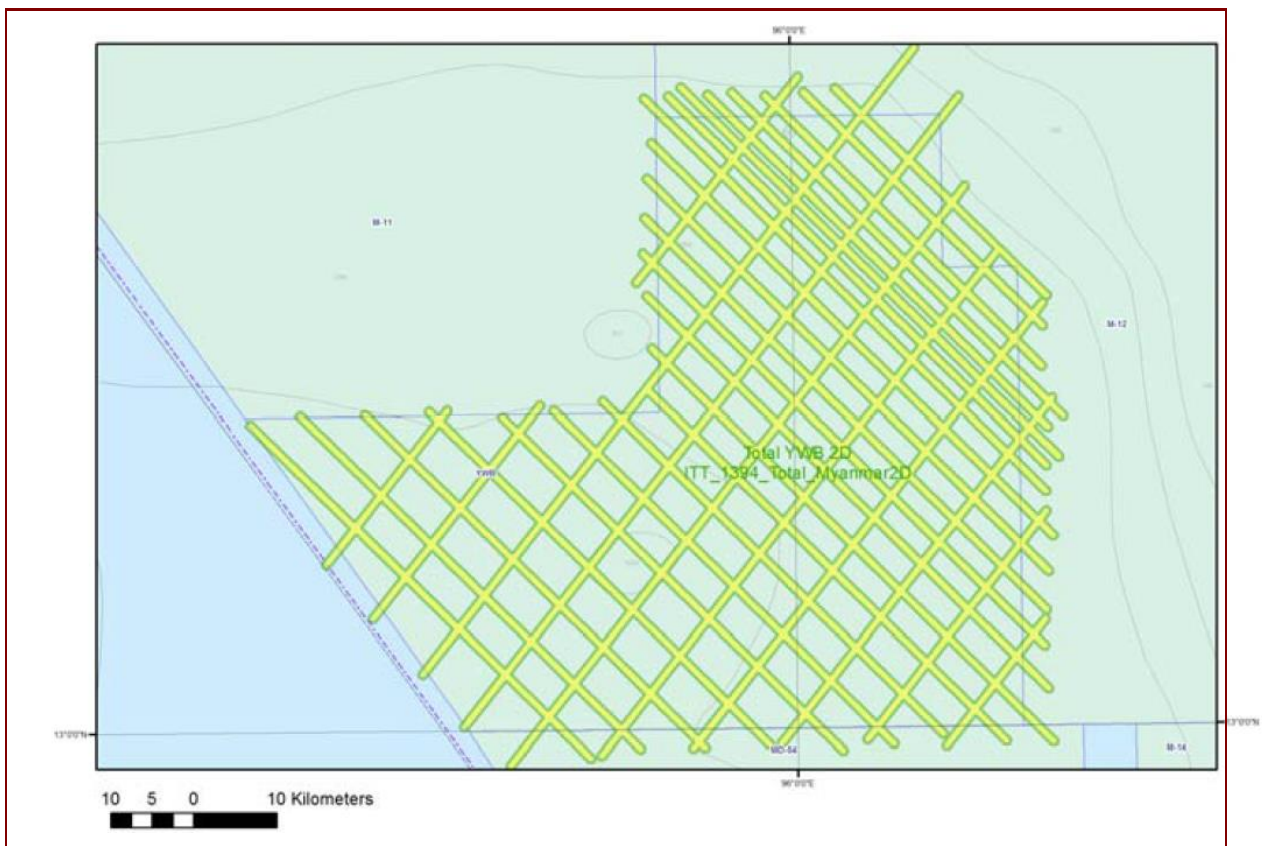 96°0'0"E
M-11
M-12
Total YWB 2D
ITT_1394_Total_Myanmar2D
YWB
13°0'0"N
13°0'0"N
MD-04
M-14
96°0'0"E
10 5 0 10 Kilometers